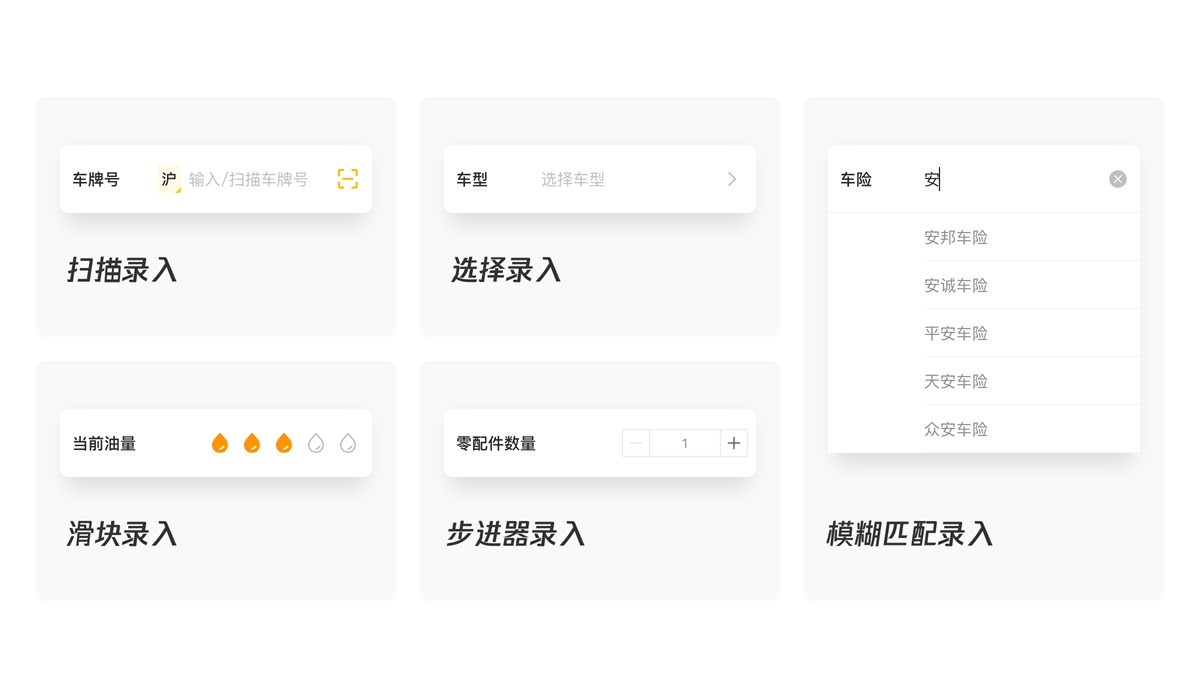 车牌号 沪 输入/扫描车牌号
扫描录入
车型 选择车型
选择录入
车险 安
安邦车险
安诚车险
平安车险
天安车险
众安车险
模糊匹配录入
当前油量
滑块录入
零配件数量 1
步进器录入